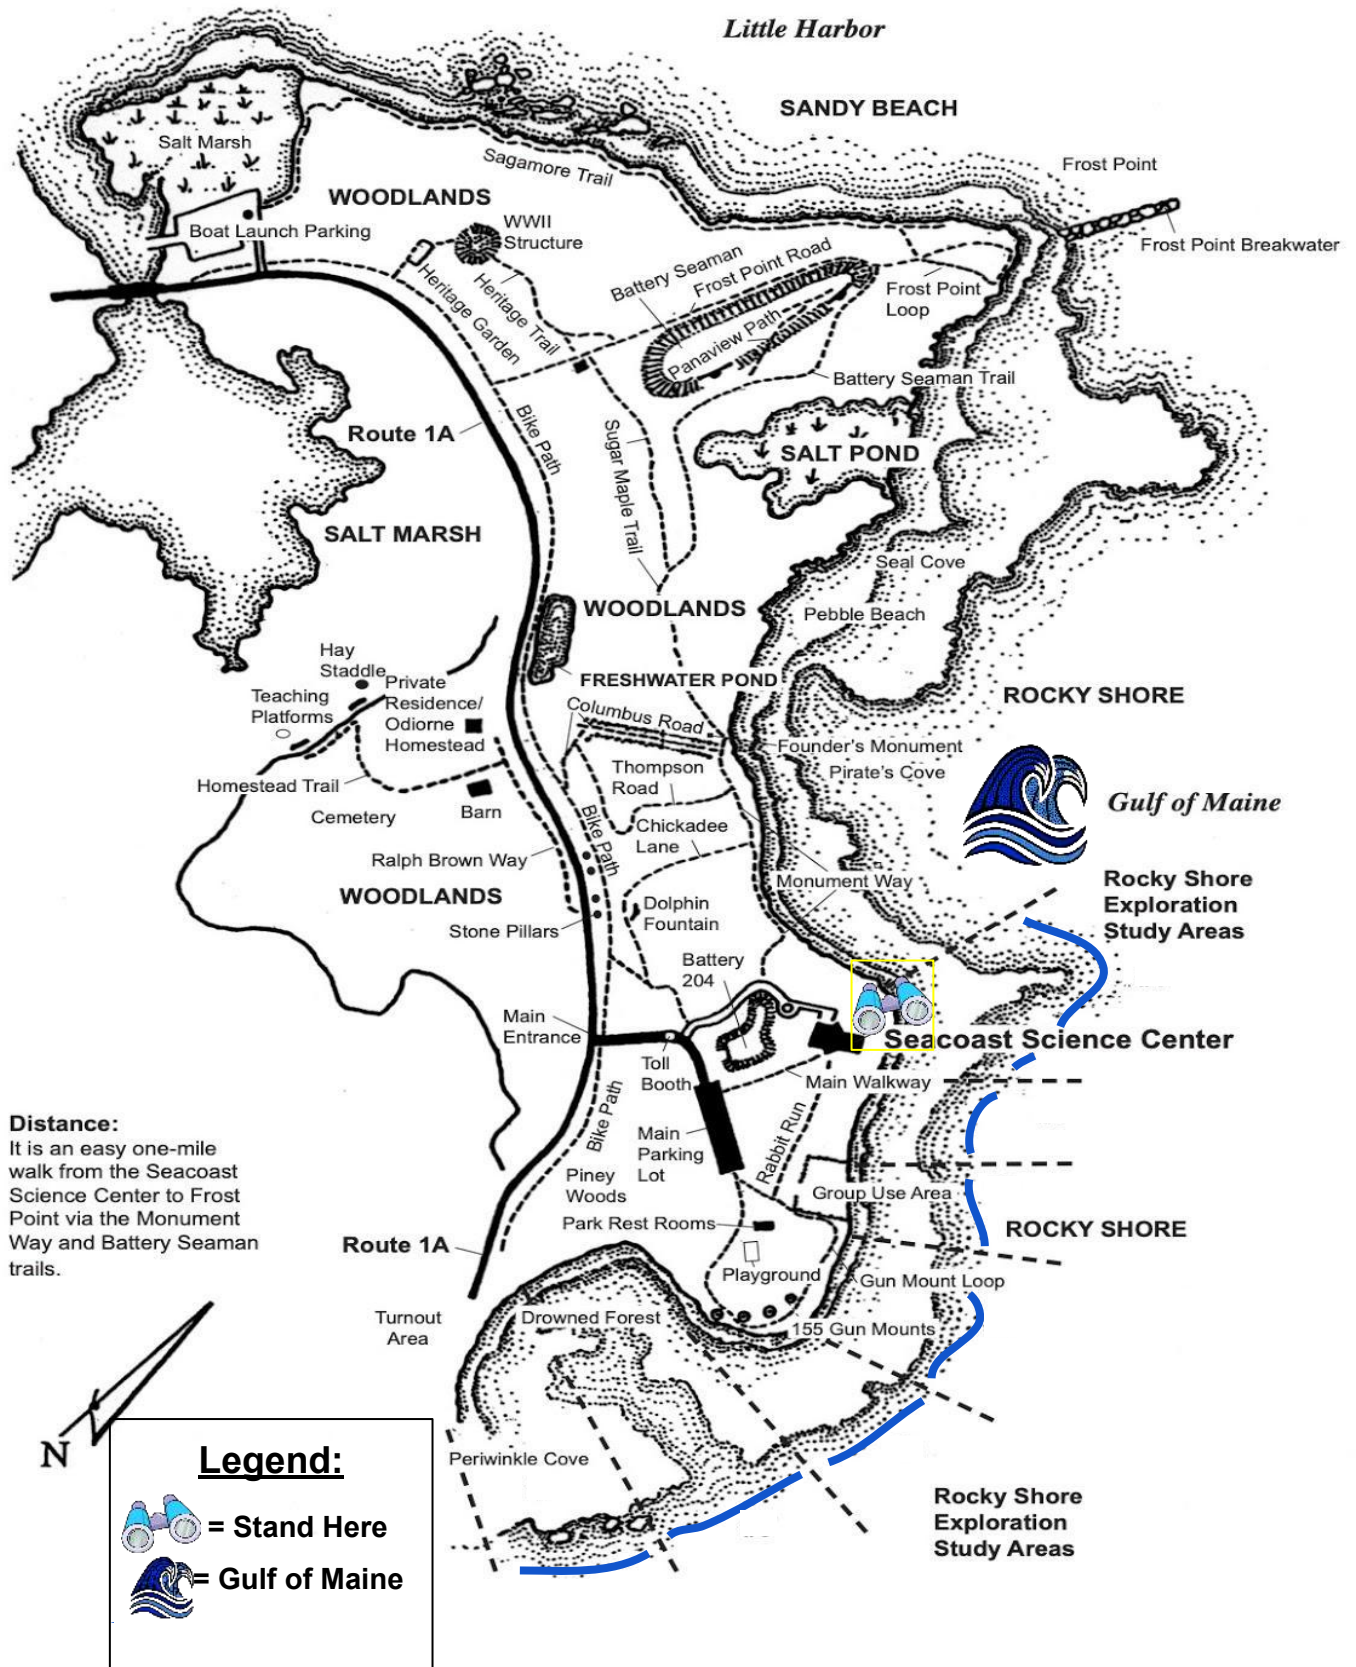 Little Harbor
SANDY BEACH
Salt Marsh
Sagamore Trail
Frost Point
WOODLANDS
WWII
Structure
Boat Launch Parking
Frost Point Breakwater
Battery Seaman
Frost Point Road
Heritage Garden
Heritage Trail
Frost Point
Loop
Panaview Path
Battery Seaman Trail
Route 1A
Bike Path
Sugar Maple Trail
SALT POND
SALT MARSH
Seal Cove
WOODLANDS
Pebble Beach
Hay
Staddle
FRESHWATER POND
Private
Residence/
Odiorne
Homestead
Teaching
Platforms
ROCKY SHORE
Columbus Road
Founder's Monument
Pirate's Cove
Thompson
Road
Homestead Trail
Gulf of Maine
Cemetery
Barn
Bike Path
Chickadee
Lane
Ralph Brown Way
Monument Way
Rocky Shore
Exploration
Study Areas
WOODLANDS
Dolphin
Fountain
Stone Pillars
Battery
204
Main
Entrance
Seacoast Science Center
Toll
Booth
Main Walkway
Bike Path
Rabbit Run
Main
Parking
Lot
Distance:
It is an easy one-mile
walk from the Seacoast
Science Center to Frost
Point via the Monument
Way and Battery Seaman
trails.
Piney
Woods
Group Use Area
Park Rest Rooms
ROCKY SHORE
Route 1A
Playground
Gun Mount Loop
Turnout
Area
Drowned Forest
155 Gun Mounts
N
Periwinkle Cove
Rocky Shore
Exploration
Study Areas
Legend:
= Stand Here
= Gulf of Maine